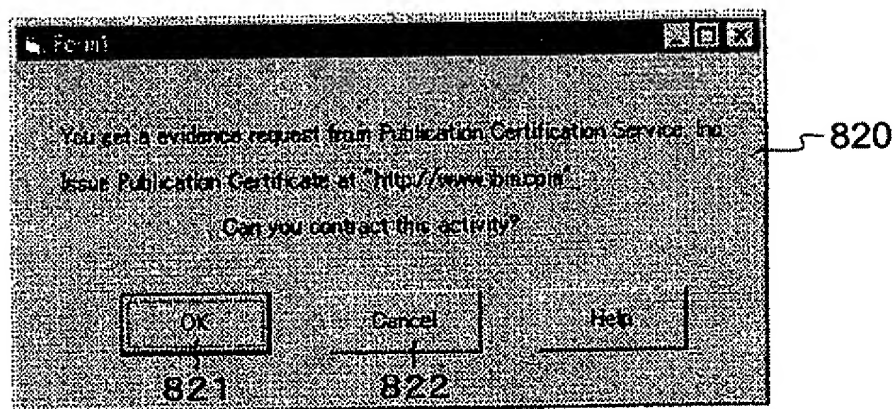 Form1
You get a evidence request from Publication Certification Service, Inc.
820
Issue Publication Certificate at "http://www.ibm.com".
Can you contract this activity?
OK
Cancel
Help
821
822